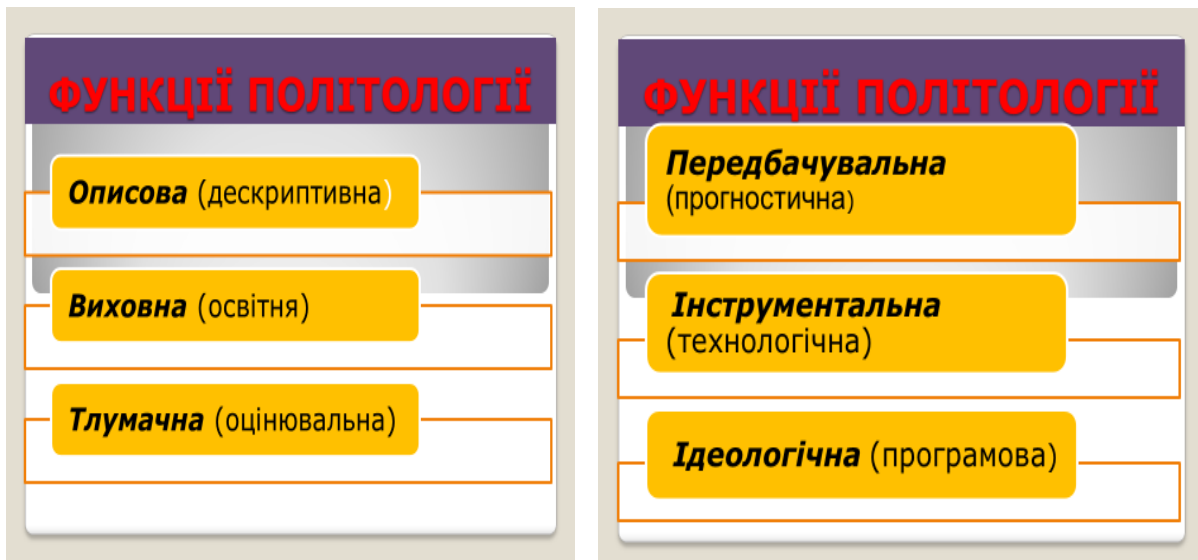 ФУНКЦІЇ ПОЛІТОЛОГІЇ
Описова (дескриптивна)
Виховна (освітня)
Тлумачна (оцінювальна)
ФУНКЦІЇ ПОЛІТОЛОГІЇ
Передбачувальна
(прогностична)
Інструментальна
(технологічна)
Ідеологічна (програмова)